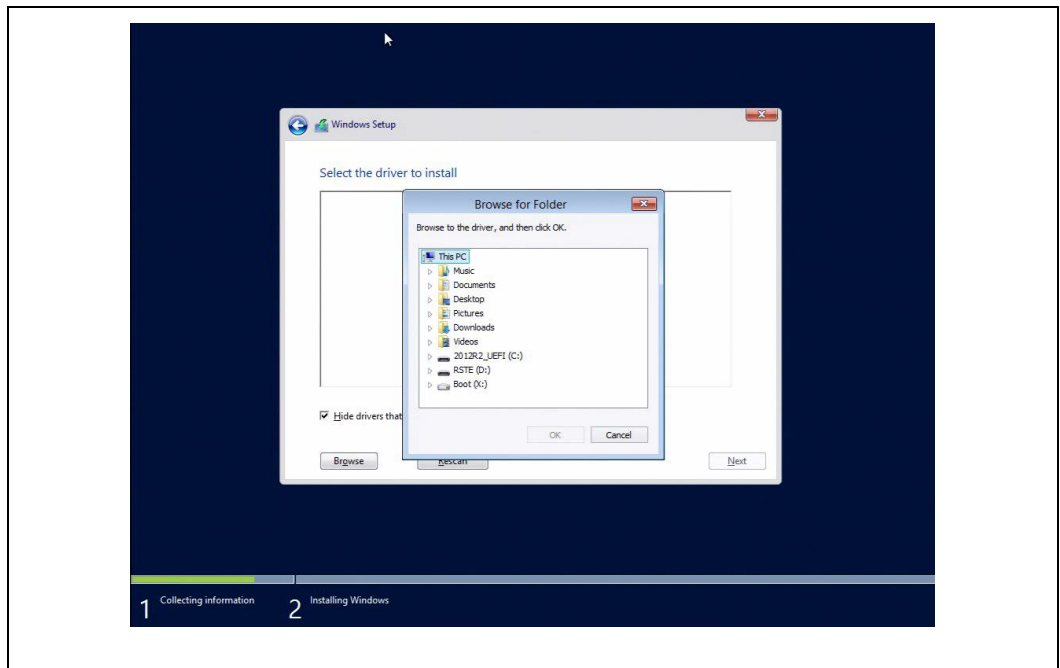 Windows Setup
Select the driver to install
Browse for Folder
Browse to the driver, and then click OK.
This PC
Music
Documents
Desktop
Pictures
Downloads
Videos
2012R2_UEFI (C:)
RSTE (D:)
Boot (X:)
Hide drivers that
OK Cancel
Browse Rescan Next
1 Collecting information 2 Installing Windows